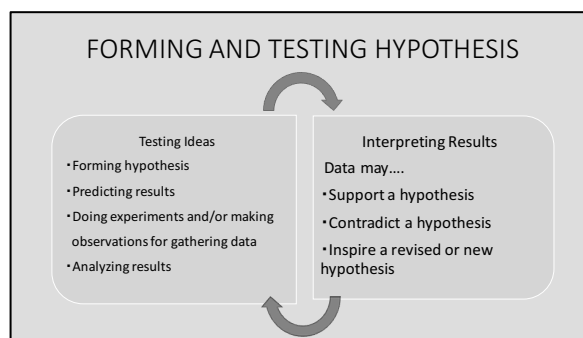 FORMING AND TESTING HYPOTHESIS
Testing Ideas
•Forming hypothesis
•Predicting results
•Doing experiments and/or making
observations for gathering data
•Analyzing results
Interpreting Results
Data may....
•Support a hypothesis
•Contradict a hypothesis
•Inspire a revised or new
hypothesis